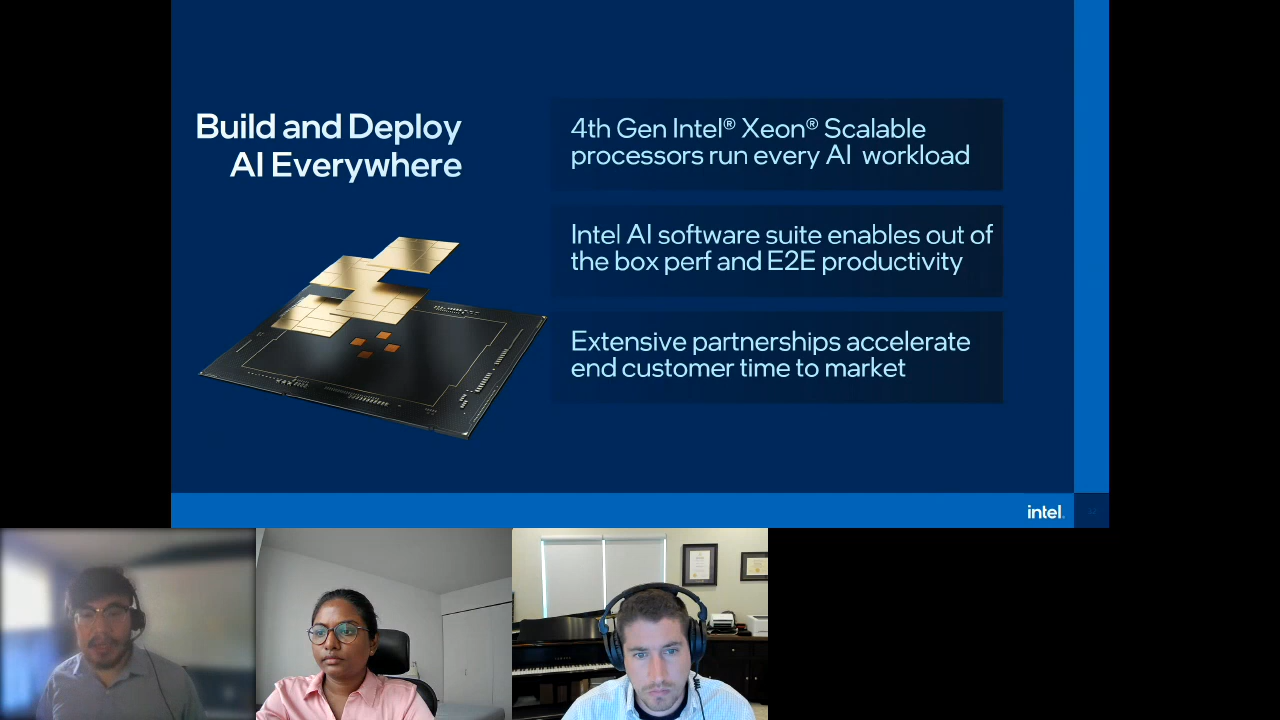 Build and Deploy
AI Everywhere
4th Gen Intel® Xeon® Scalable
processors run every AI workload
Intel AI software suite enables out of
the box perf and E2E productivity
Extensive partnerships accelerate
end customer time to market
intel.